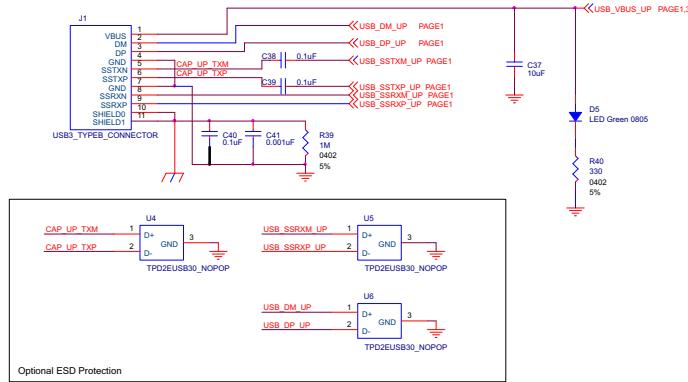 USB_VBUS_UP PAGE1,3
J1
1
VBUS
2
DM
3
DP
4
GND
5
SSTXN
6
SSTXP
7
GND
8
SSRXN
9
SSRXP
10
SHIELD0
11
SHIELD1
USB3_TYPEB_CONNECTOR
USB_DM_UP PAGE1
USB_DP_UP PAGE1
CAP_UP_TXM
C38
0.1uF
USB_SSTXM_UP PAGE1
CAP_UP_TXP
C39
0.1uF
USB_SSTXP_UP PAGE1
USB_SSRXM_UP PAGE1
USB_SSRXP_UP PAGE1
C37
10uF
D5
LED Green 0805
C40
0.1uF
C41
0.001uF
R39
1M
0402
5%
R40
330
0402
5%
U4
CAP_UP_TXM
1
D+
CAP_UP_TXP
2
D-
GND
3
TPD2EUSB30_NOPOP
U5
USB_SSRXM_UP
1
D+
USB_SSRXP_UP
2
D-
GND
3
TPD2EUSB30_NOPOP
U6
USB_DM_UP
1
D+
USB_DP_UP
2
D-
GND
3
TPD2EUSB30_NOPOP
Optional ESD Protection